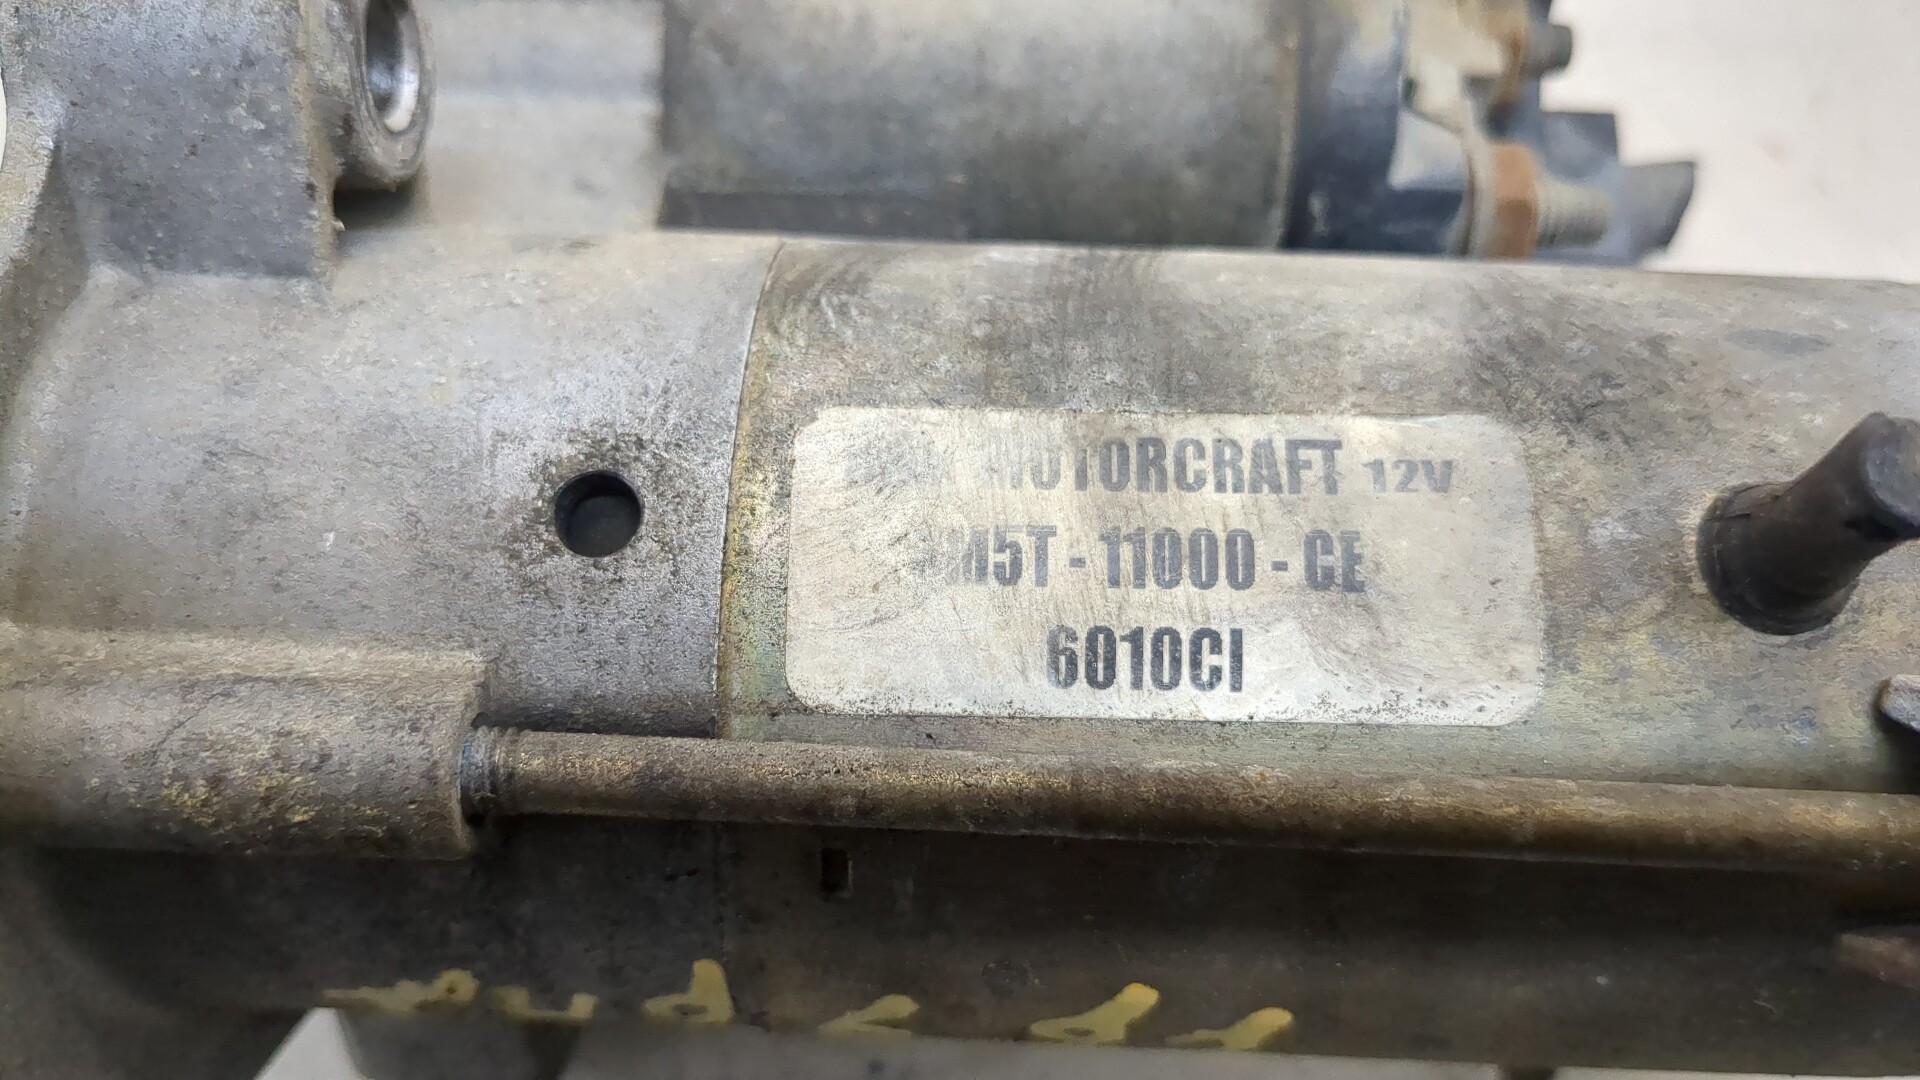 MOTORCRAFT 12V
M5T - 11000 - CE
6010CI